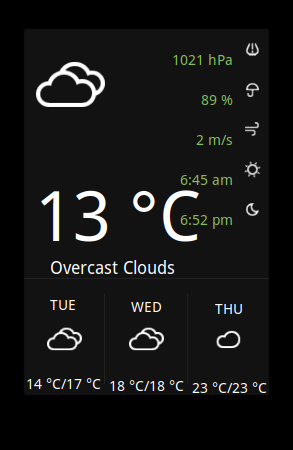 1021 hPa
89 %
2 m/s
6:45 am
13 °C
6:52 pm
Overcast Clouds
TUE WED THU
14 °C/17 °C 18 °C/18 °C 23 °C/23 °C